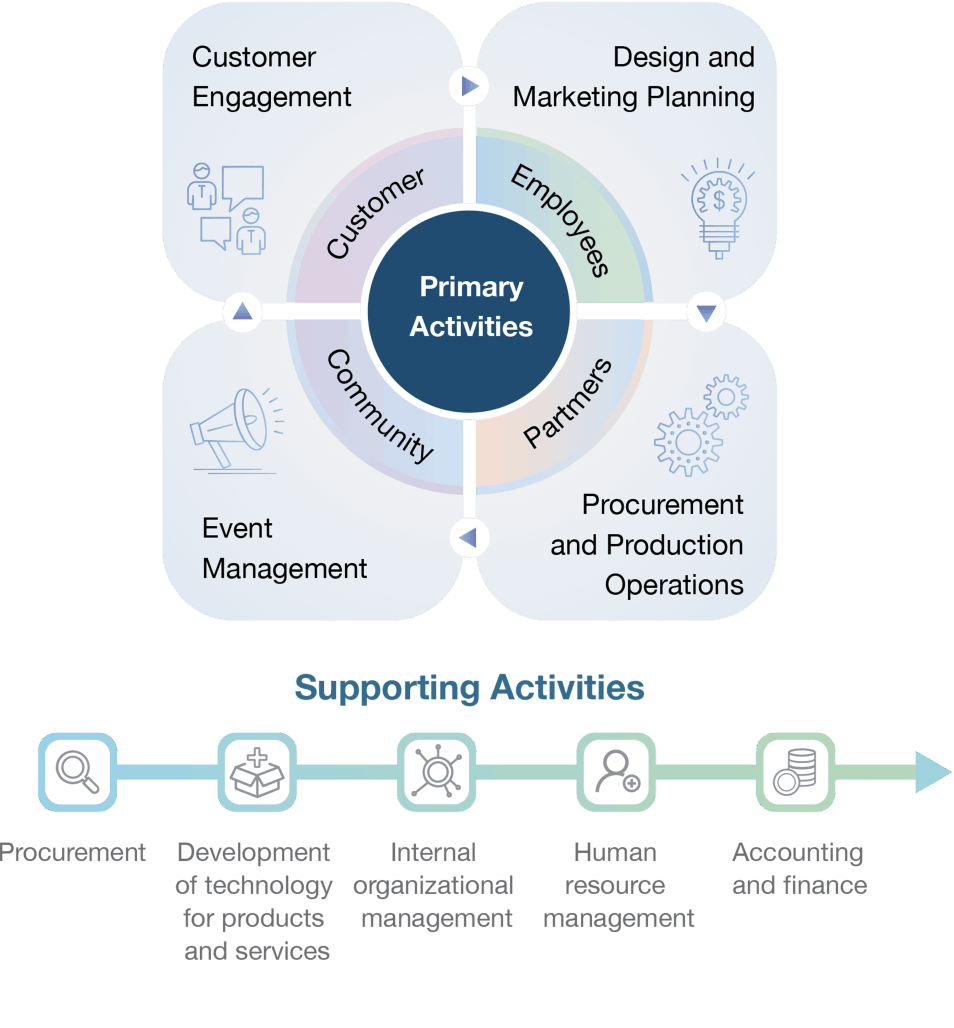 Customer
Engagement
Design and
Marketing Planning
Customer
Employees
$
Primary
Activities
Community
Partmers
Event
Management
Procurement
and Production
Operations
Supporting Activities
Procurement
Development
of technology
for products
and services
Internal
organizational
management
Human
resource
management
Accounting
and finance